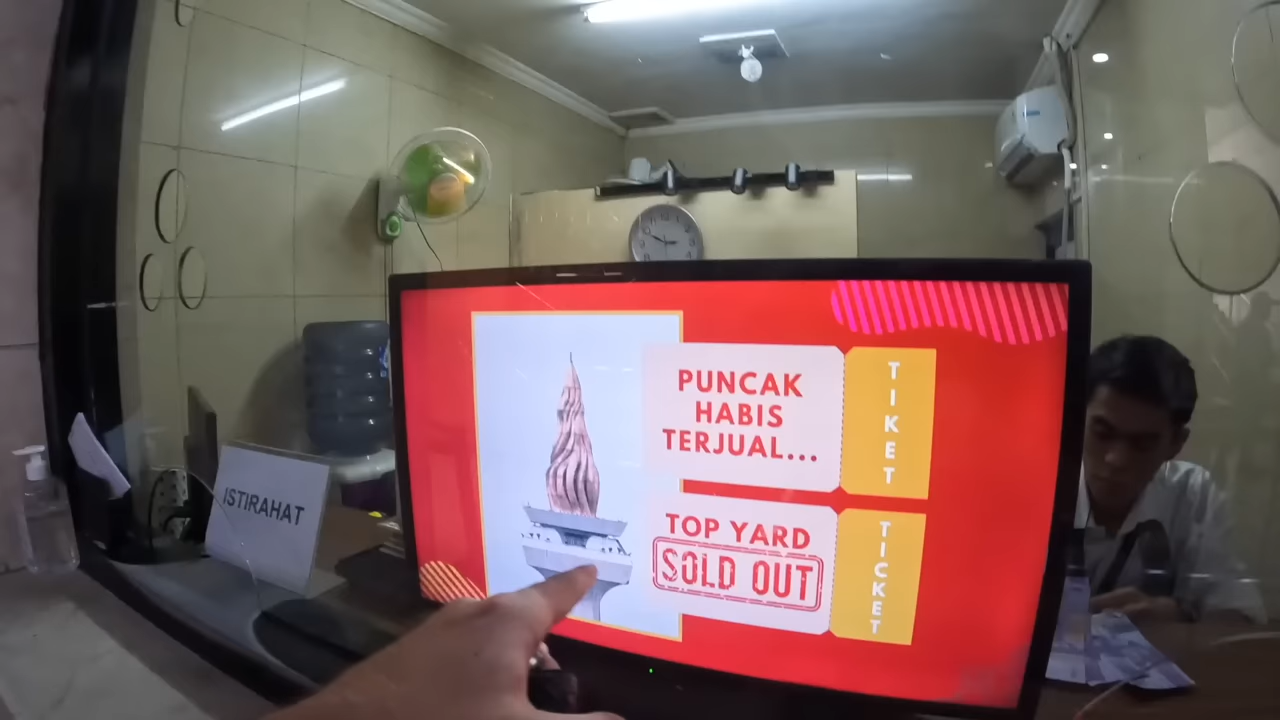 PUNCAK
HABIS
TERJUAL...
TIKET
TOP YARD
SOLD OUT
TICKET
ISTIRAHAT